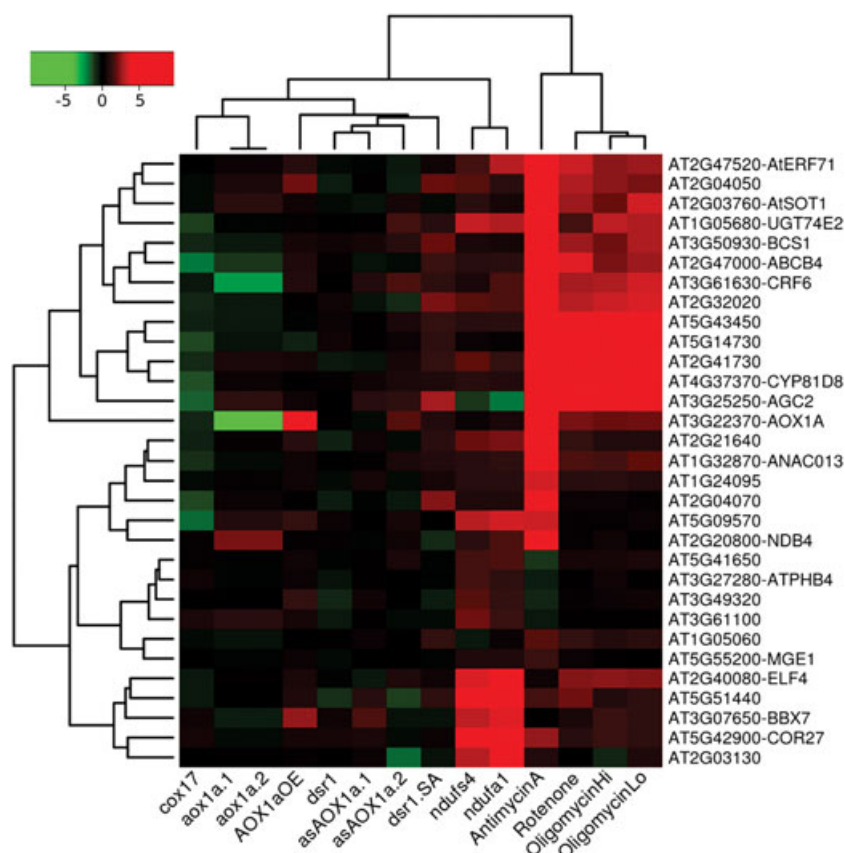 -5 0 5
AT2G47520-AtERF71
AT2G04050
AT2G03760-AtSOT1
AT1G05680-UGT74E2
AT3G50930-BCS1
AT2G47000-ABCB4
AT3G61630-CRF6
AT2G32020
AT5G43450
AT5G14730
AT2G41730
AT4G37370-CYP81D8
AT3G25250-AGC2
AT3G22370-AOX1A
AT2G21640
AT1G32870-ANAC013
AT1G24095
AT2G04070
AT5G09570
AT2G20800-NDB4
AT5G41650
AT3G27280-ATPHB4
AT3G49320
AT3G61100
AT1G05060
AT5G55200-MGE1
AT2G40080-ELF4
AT5G51440
AT3G07650-BBX7
AT5G42900-COR27
AT2G03130
cox17
aox1a.1
aox1a.2
AOX1aOE
dsr1
asAOX1a.1
asAOX1a.2
dsr1.SA
ndufs4
ndufa1
AntimycinA
Rotenone
OligomycinHi
OligomycinLo